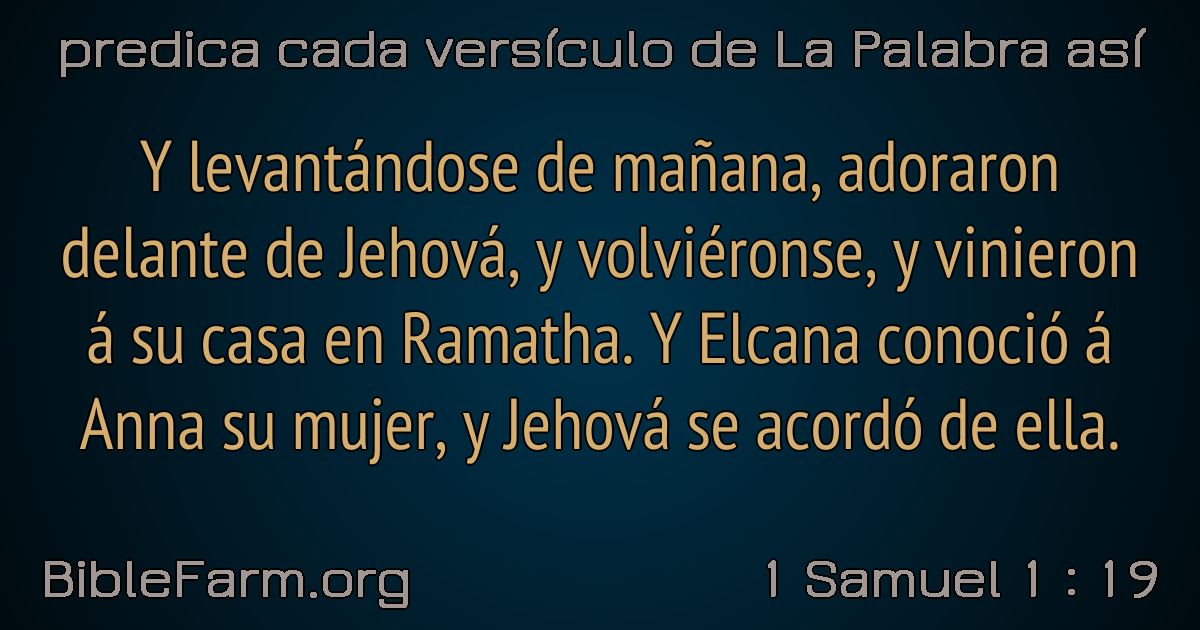 predica cada versículo de La Palabra así
Y levantándose de mañana, adoraron
delante de Jehová, y volviéronse, y vinieron
á su casa en Ramatha. Y Elcana conoció á
Anna su mujer, y Jehová se acordó de ella.
BibleFarm.org
1 Samuel 1 : 19